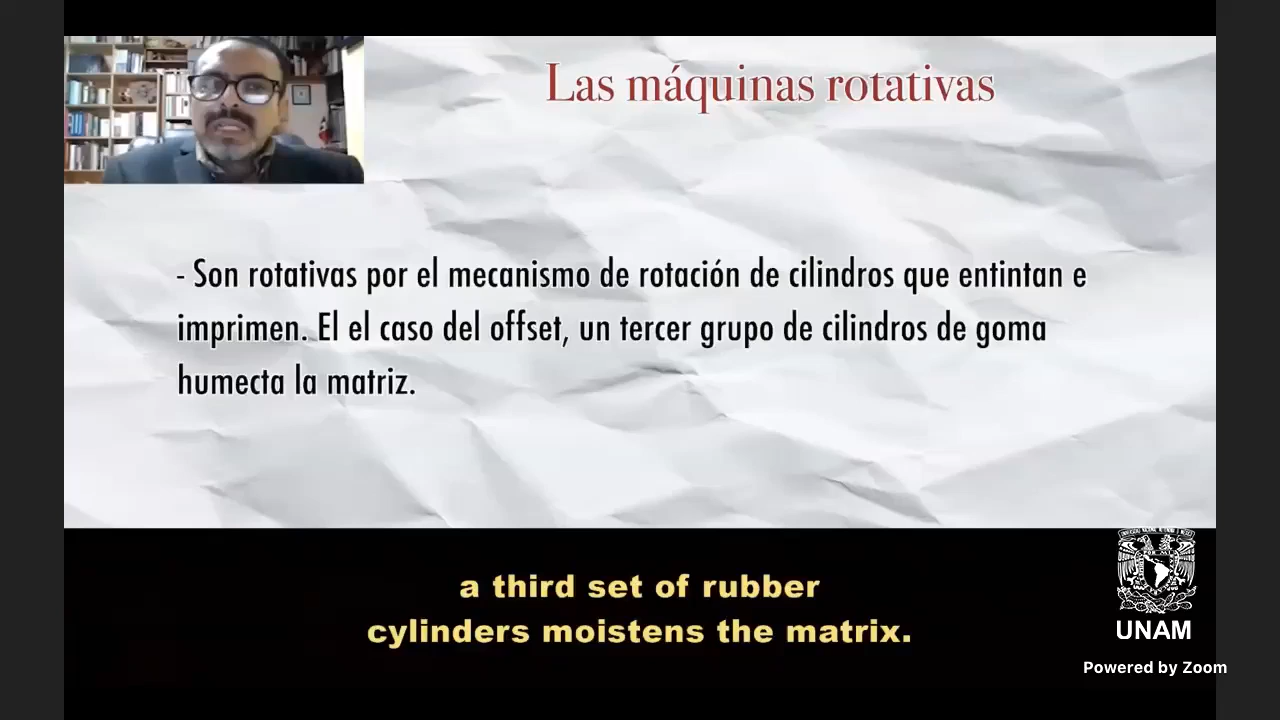 Las máquinas rotativas
- Son rotativas por el mecanismo de rotación de cilindros que entintan e
imprimen. El el caso del offset, un tercer grupo de cilindros de goma
humecta la matriz.
a third set of rubber
cylinders moistens the matrix.
UNAM
Powered by Zoom